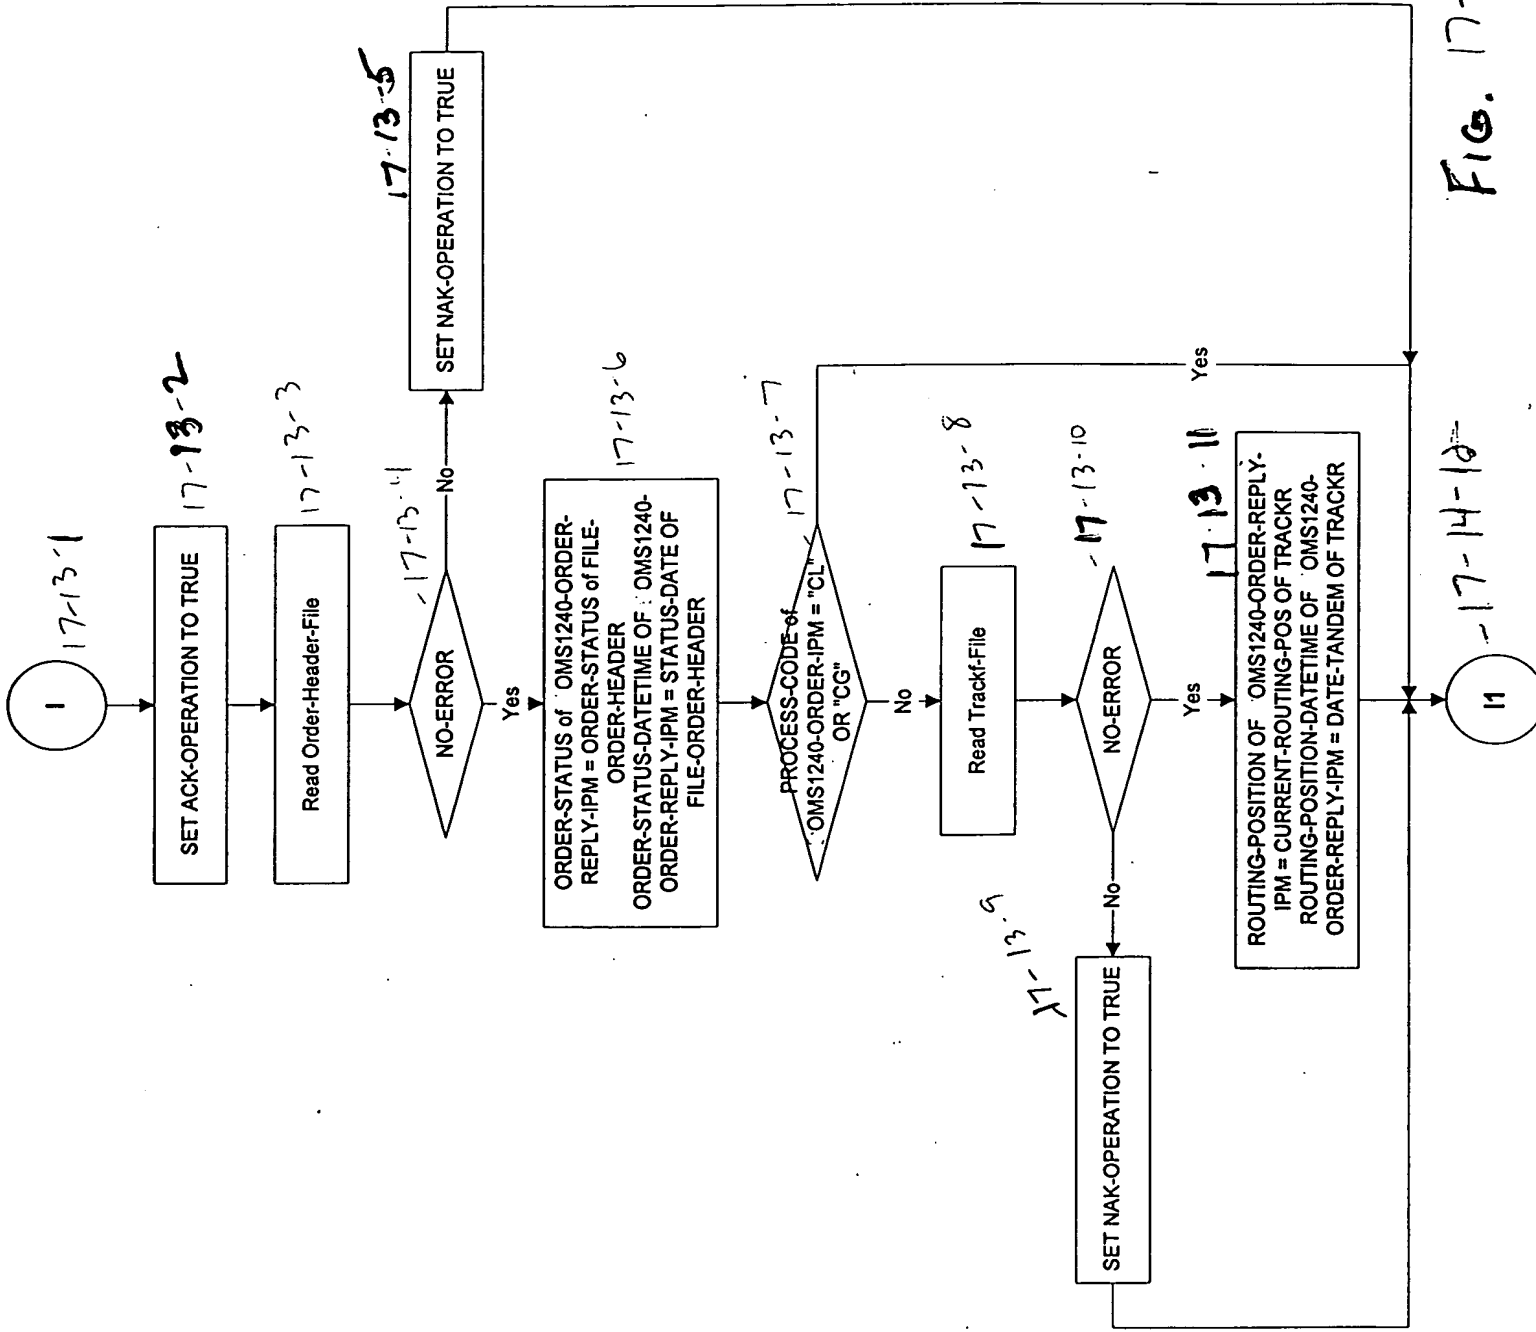 I
17-13-1
SET ACK-OPERATION TO TRUE
17-13-2
Read Order-Header-File
17-13-3
NO-ERROR
17-13-4
No
SET NAK-OPERATION TO TRUE
17-13-5
Yes
ORDER-STATUS of OMS1240-ORDER-
REPLY-IPM = ORDER-STATUS of FILE-
ORDER-HEADER
ORDER-STATUS-DATETIME OF OMS1240-
ORDER-REPLY-IPM = STATUS-DATE OF
FILE-ORDER-HEADER
17-13-6
PROCESS-CODE of
OMS1240-ORDER-IPM = "CL"
OR "CG"
17-13-7
Yes
No
Read Trackf-File
17-13-8
NO-ERROR
17-13-10
No
SET NAK-OPERATION TO TRUE
17-13-9
Yes
ROUTING-POSITION OF OMS1240-ORDER-REPLY-
IPM = CURRENT-ROUTING-POS OF TRACKR
ROUTING-POSITION-DATETIME OF OMS1240-
ORDER-REPLY-IPM = DATE-TANDEM OF TRACKR
17-13-11
I1
17-14-12
FIG. 17-